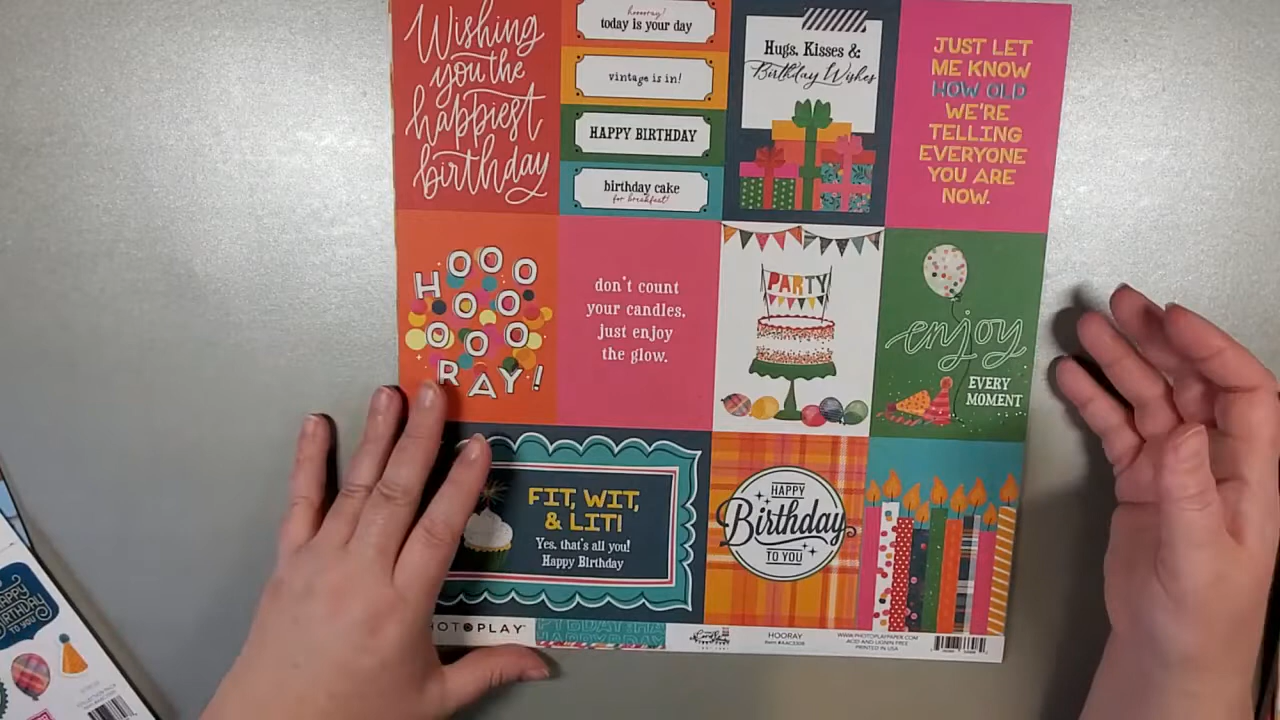 Wishing
you the
happiest
birthday
hooray!
today is your day
vintage is in!
HAPPY BIRTHDAY
birthday cake
for breakfast!
Hugs, Kisses &
Birthday Wishes
JUST LET
ME KNOW
HOW OLD
WE'RE
TELLING
EVERYONE
YOU ARE
NOW.
HOOO
HOOO
OOO
RAY!
don't count
your candles,
just enjoy
the glow.
PARTY
enjoy
EVERY
MOMENT
FIT, WIT,
& LIT!
Yes, that's all you!
Happy Birthday
HAPPY
Birthday
TO YOU
HOTOPLAY
HOORAY
WWW.PHOTOPLAYPAPER.COM
ACID AND LIGNIN FREE
PRINTED IN USA
HAPPY
BIRTHDAY
TO YOU